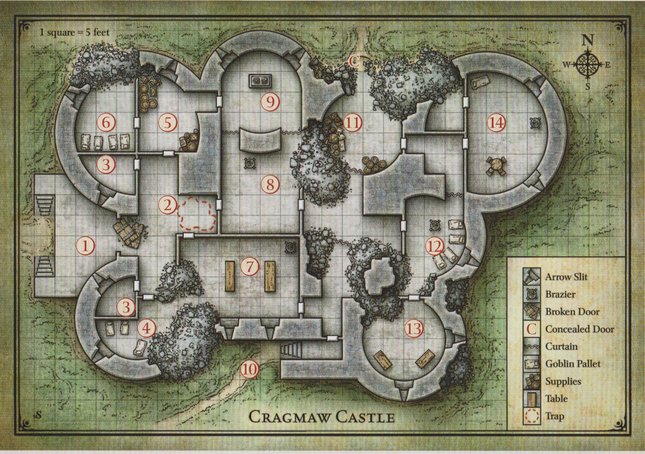 1 square = 5 feet
N
W
E
S
C
9
6
5
11
14
3
2
8
1
12
7
3
4
13
10
Arrow Slit
Brazier
Broken Door
C Concealed Door
Curtain
Goblin Pallet
Supplies
Table
Trap
CRAGMAW CASTLE